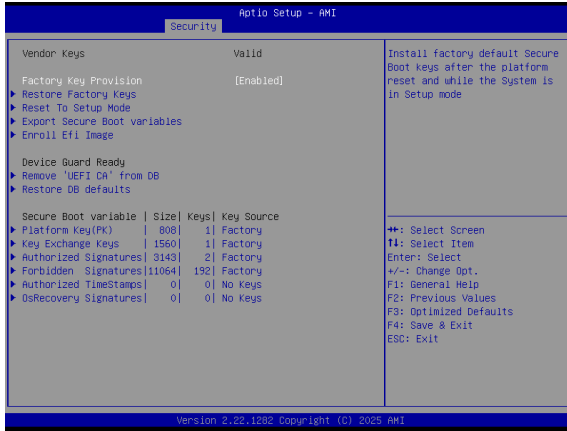 Aptio Setup – AMI
Security
Vendor Keys Valid
Factory Key Provision [Enabled]
Restore Factory Keys
Reset To Setup Mode
Export Secure Boot variables
Enroll Efi Image
Device Guard Ready
Remove 'UEFI CA' from DB
Restore DB defaults
Secure Boot variable | Size| Keys| Key Source
Platform Key(PK) | 808| 1| Factory
Key Exchange Keys | 1560| 1| Factory
Authorized Signatures| 3143| 2| Factory
Forbidden Signatures|11064| 192| Factory
Authorized TimeStamps| 0| 0| No Keys
OsRecovery Signatures| 0| 0| No Keys
Install factory default Secure
Boot keys after the platform
reset and while the System is
in Setup mode
→←: Select Screen
↑↓: Select Item
Enter: Select
+/-: Change Opt.
F1: General Help
F2: Previous Values
F3: Optimized Defaults
F4: Save & Exit
ESC: Exit
Version 2.22.1282 Copyright (C) 2025 AMI